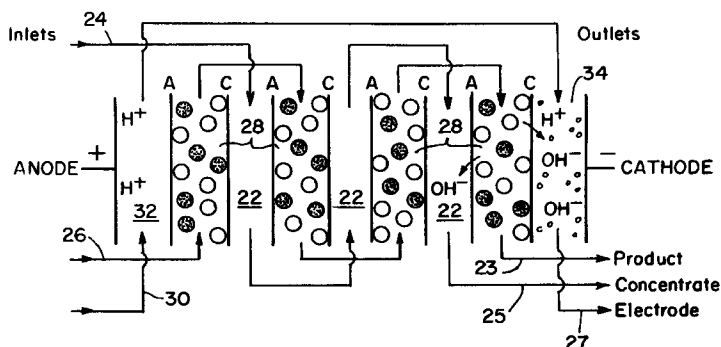 Inlets
24
Outlets
A C A C A C A C
34
H+
28
28
H+
ANODE +
OH−
OH−
− CATHODE
H+
32
22
22
22
OH−
26
Product
23
Concentrate
30
25
Electrode
27